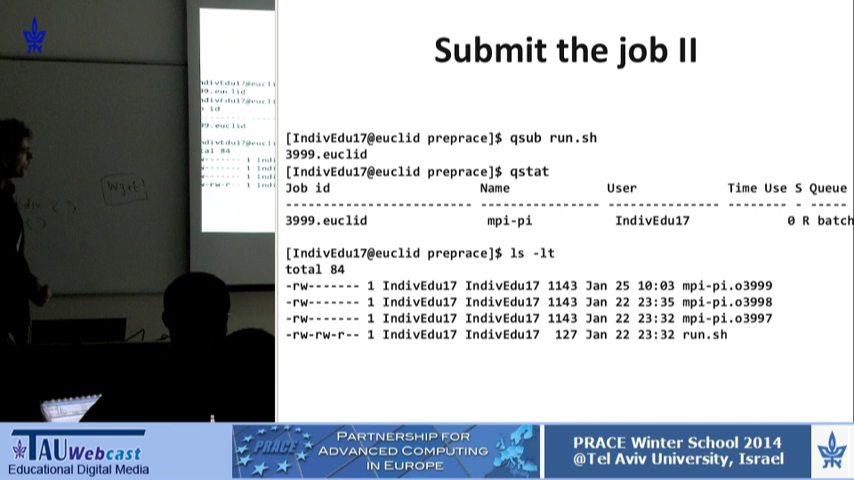 Submit the job II
[IndivEdu17@euclid preprace]$ qsub run.sh
3999.euclid
[IndivEdu17@euclid preprace]$ qstat
Job id Name User Time Use S Queue
------------------------- ---------------- --------------- -------- - -----
3999.euclid mpi-pi IndivEdu17 0 R batch
[IndivEdu17@euclid preprace]$ ls -lt
total 84
-rw------- 1 IndivEdu17 IndivEdu17 1143 Jan 25 10:03 mpi-pi.o3999
-rw------- 1 IndivEdu17 IndivEdu17 1143 Jan 22 23:35 mpi-pi.o3998
-rw------- 1 IndivEdu17 IndivEdu17 1143 Jan 22 23:32 mpi-pi.o3997
-rw-rw-r-- 1 IndivEdu17 IndivEdu17 127 Jan 22 23:32 run.sh
TAU Webcast
Educational Digital Media
PRACE
PARTNERSHIP FOR
ADVANCED COMPUTING
IN EUROPE
PRACE Winter School 2014
@Tel Aviv University, Israel